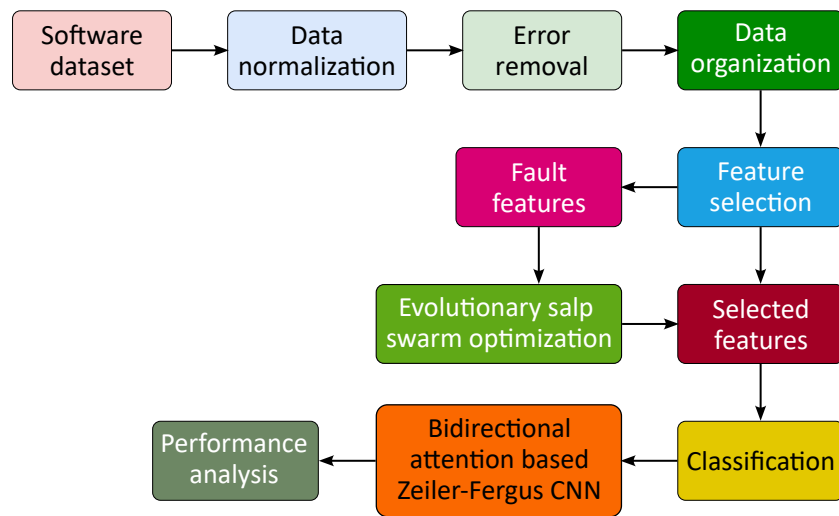 Software
dataset
Data
normalization
Error
removal
Data
organization
Fault
features
Feature
selection
Evolutionary salp
swarm optimization
Selected
features
Performance
analysis
Bidirectional
attention based
Zeiler-Fergus CNN
Classification